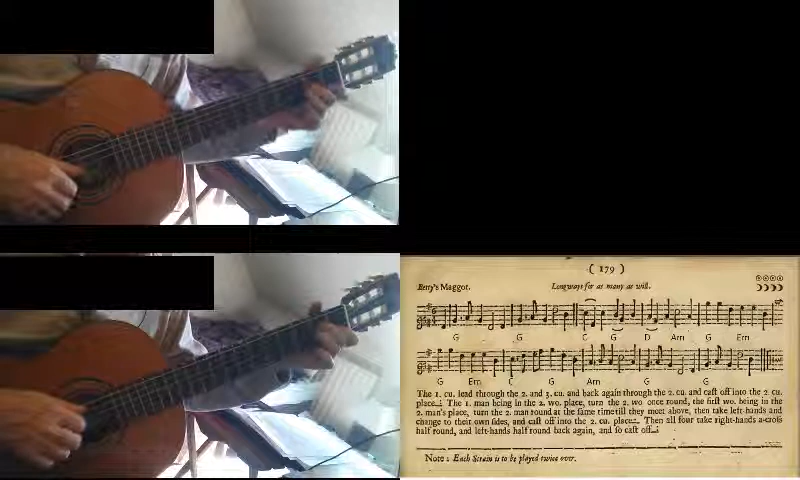 ( 179 )
Betty's Maggot. Longways for as many as will.
G G C G D Am G Em
G Em C G Am G G
The 1. cu. lead through the 2. and 3. cu. and back again through the 2. cu. and cast off into the 2. cu.
place. The 1. man being in the 2. wo. place, turn the 2. wo once round, the first wo. being in the
2. man's place, turn the 2. man round at the same time till they meet above, then take left-hands and
change to their own sides, and cast off into the 2. cu. place. Then all four take right-hands a-cross
half round, and left-hands half round back again, and so cast off.
Note : Each Strain is to be played twice over.